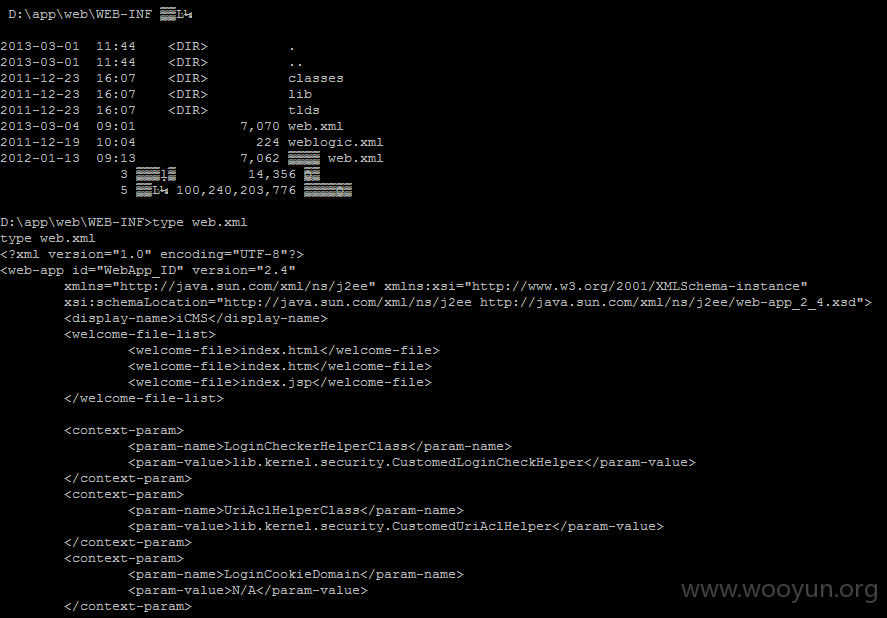 D:\app\web\WEB-INF
2013-03-01  11:44    <DIR>          .
2013-03-01  11:44    <DIR>          ..
2011-12-23  16:07    <DIR>          classes
2011-12-23  16:07    <DIR>          lib
2011-12-23  16:07    <DIR>          tlds
2013-03-04  09:01             7,070 web.xml
2011-12-19  10:04               224 weblogic.xml
2012-01-13  09:13             7,062 web.xml
3 14,356
5 100,240,203,776
D:\app\web\WEB-INF>type web.xml
type web.xml
<?xml version="1.0" encoding="UTF-8"?>
<web-app id="WebApp_ID" version="2.4"
        xmlns="http://java.sun.com/xml/ns/j2ee" xmlns:xsi="http://www.w3.org/2001/XMLSchema-instance"
        xsi:schemaLocation="http://java.sun.com/xml/ns/j2ee http://java.sun.com/xml/ns/j2ee/web-app_2_4.xsd">
        <display-name>iCMS</display-name>
        <welcome-file-list>
                <welcome-file>index.html</welcome-file>
                <welcome-file>index.htm</welcome-file>
                <welcome-file>index.jsp</welcome-file>
        </welcome-file-list>
        <context-param>
                <param-name>LoginCheckerHelperClass</param-name>
                <param-value>lib.kernel.security.CustomedLoginCheckHelper</param-value>
        </context-param>
        <context-param>
                <param-name>UriAclHelperClass</param-name>
                <param-value>lib.kernel.security.CustomedUriAclHelper</param-value>
        </context-param>
        <context-param>
                <param-name>LoginCookieDomain</param-name>
                <param-value>N/A</param-value>
        </context-param>
www.wooyun.org